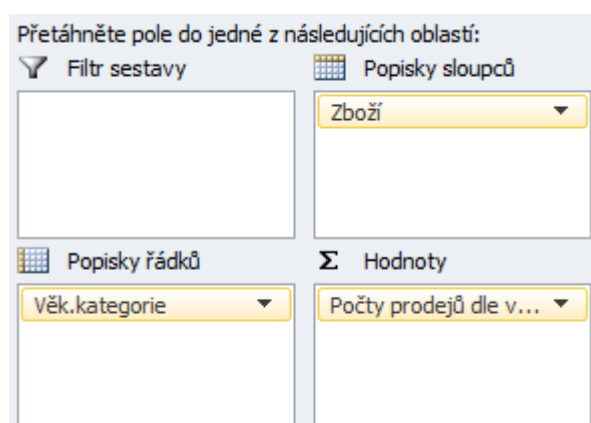 Přetáhněte pole do jedné z následujících oblastí:
Filtr sestavy
Popisky sloupců
Zboží
Popisky řádků
Σ Hodnoty
Věk.kategorie
Počty prodejů dle v...